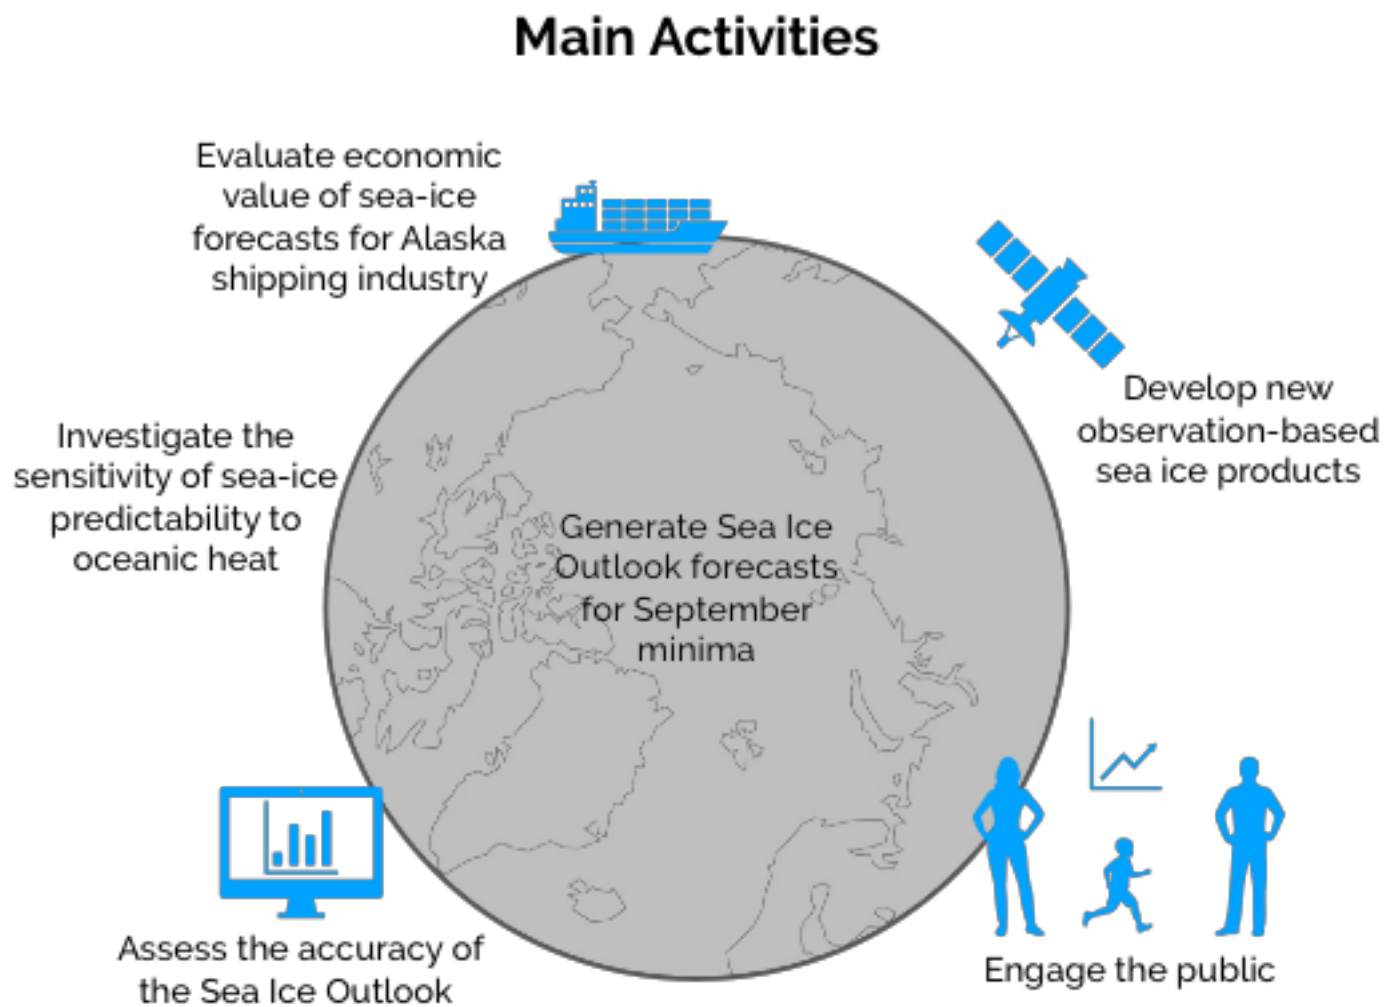 Main Activities
Evaluate economic
value of sea-ice
forecasts for Alaska
shipping industry
Develop new
observation-based
sea ice products
Investigate the
sensitivity of sea-ice
predictability to
oceanic heat
Generate Sea Ice
Outlook forecasts
for September
minima
Assess the accuracy of
the Sea Ice Outlook
Engage the public